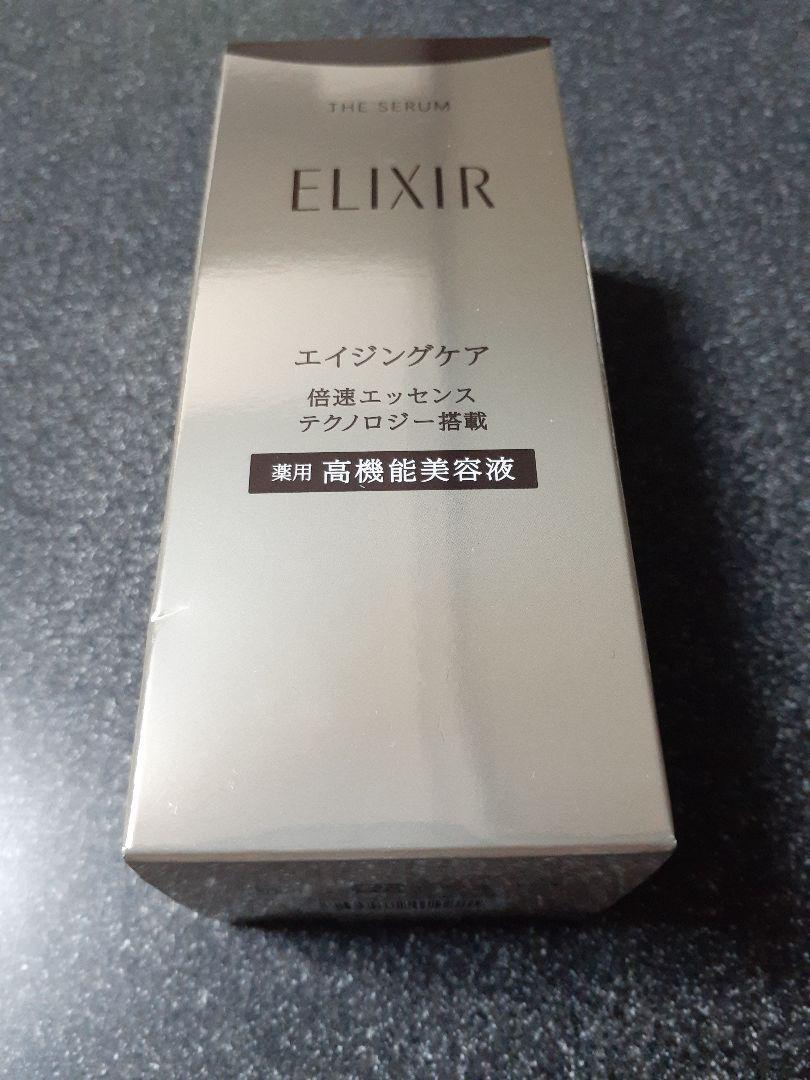 THE SERUM
ELIXIR
エイジングケア
倍速エッセンス
テクノロジー搭載
薬用 高機能美容液